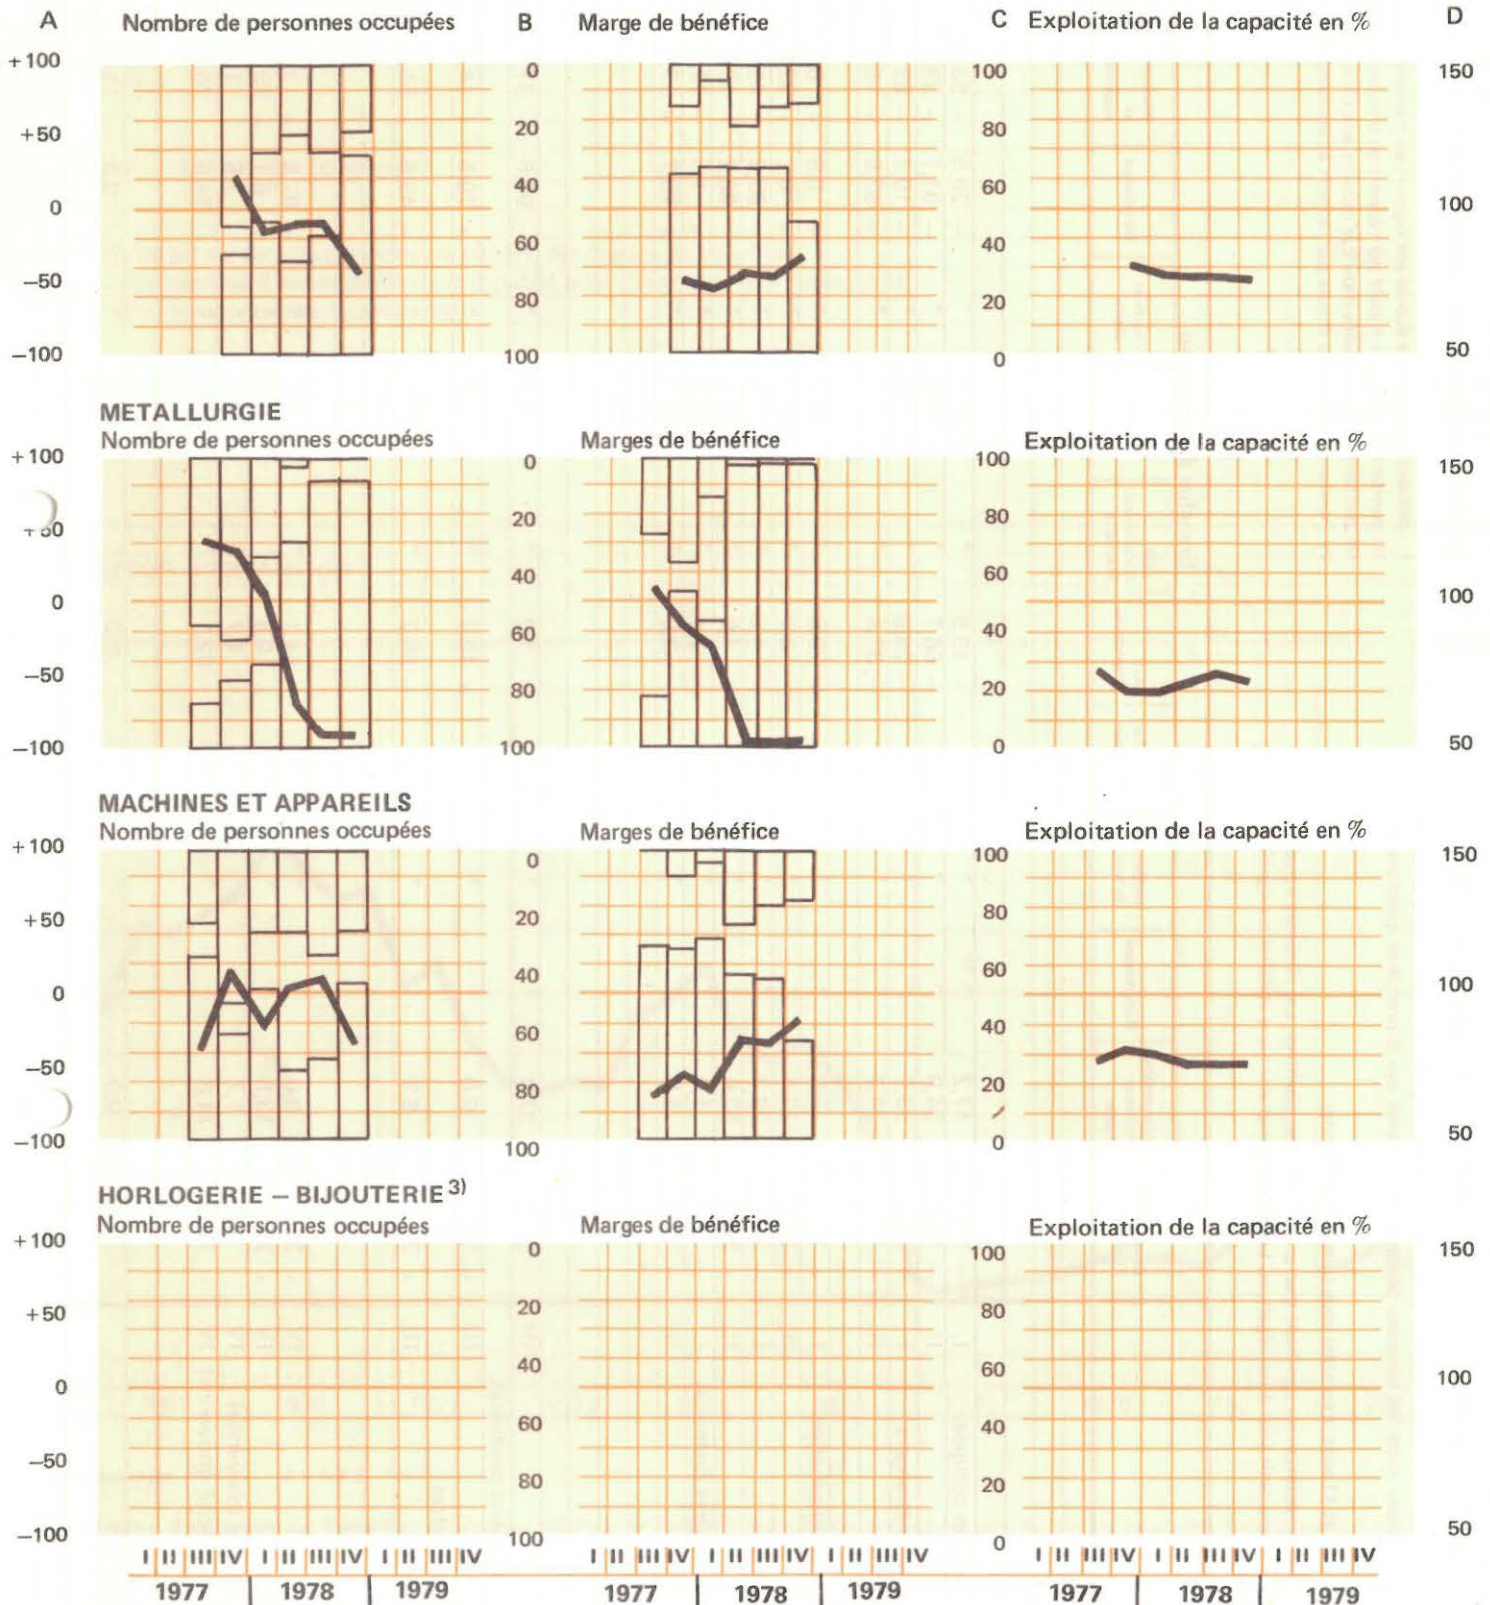 A Nombre de personnes occupées B Marge de bénéfice C Exploitation de la capacité en % D
+100 0 100 150
+50 20 80
0 40 60 100
60 40
−50 80 20
−100 100 0 50
METALLURGIE
Nombre de personnes occupées Marges de bénéfice Exploitation de la capacité en %
+100 0 100 150
+50 20 80
40 60
0 60 40 100
−50 80 20
−100 100 0 50
MACHINES ET APPAREILS
Nombre de personnes occupées Marges de bénéfice Exploitation de la capacité en %
+100 0 100 150
+50 20 80
0 40 60 100
60 40
−50 80 20
−100 100 0 50
HORLOGERIE – BIJOUTERIE 3)
Nombre de personnes occupées Marges de bénéfice Exploitation de la capacité en %
+100 0 100 150
+50 20 80
40 60
0 60 40 100
−50 80 20
−100 100 0 50
I II III IV I II III IV I II III IV I II III IV I II III IV I II III IV I II III IV I II III IV I II III IV
1977 1978 1979 1977 1978 1979 1977 1978 1979